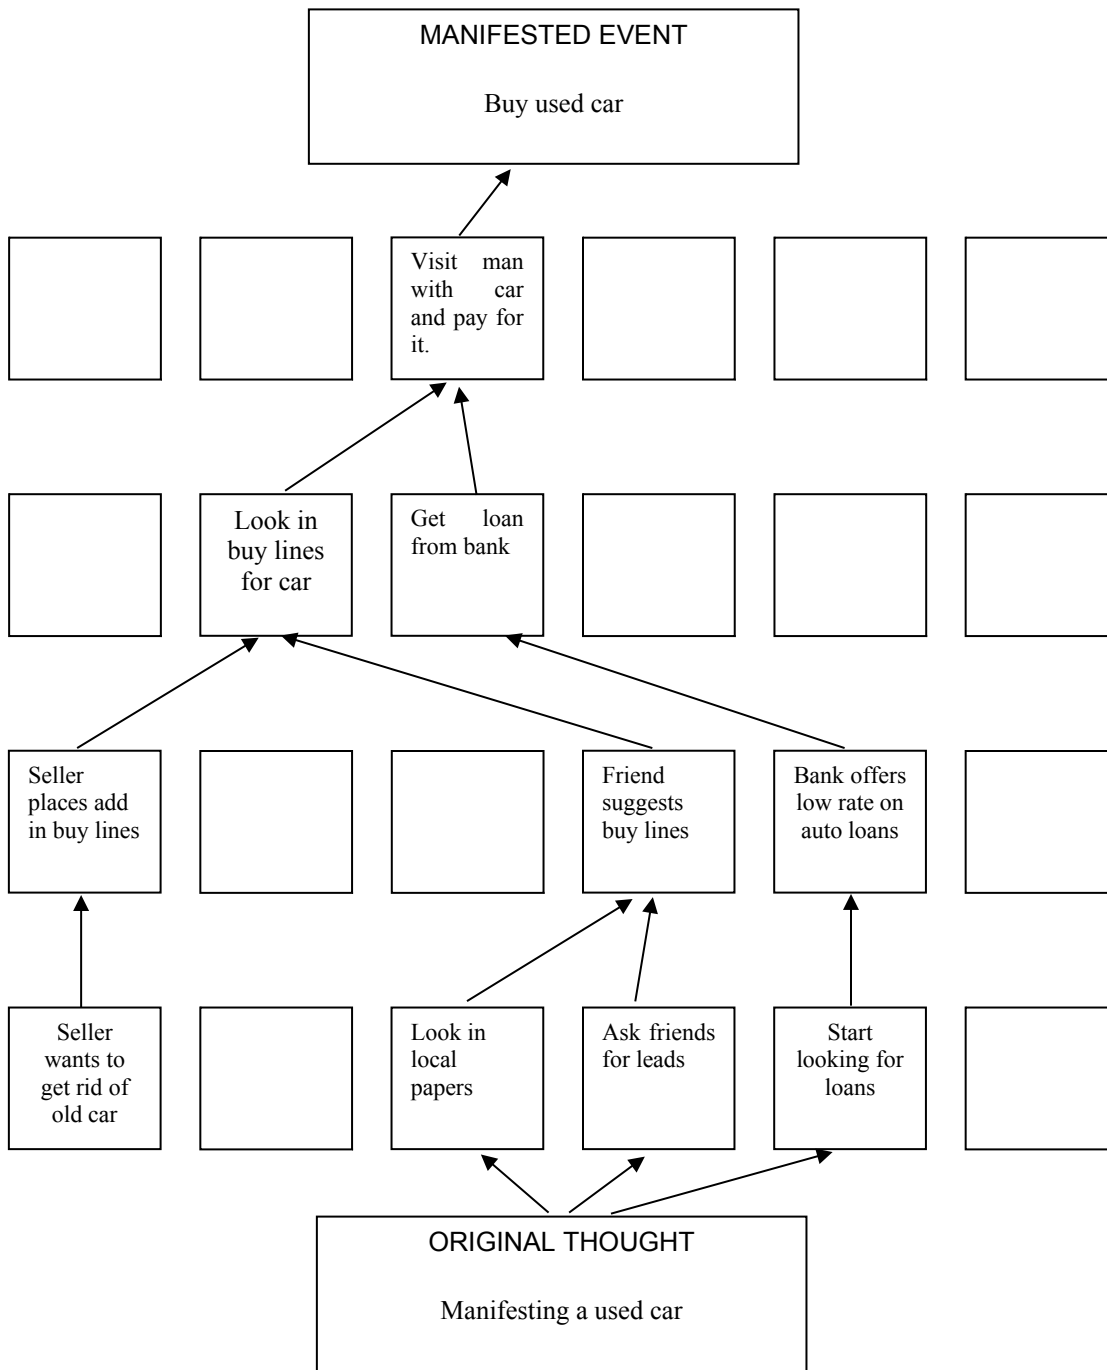 MANIFESTED EVENT
Buy used car
Visit man
with car
and pay for
it.
Look in
buy lines
for car
Get loan
from bank
Seller
places add
in buy lines
Friend
suggests
buy lines
Bank offers
low rate on
auto loans
Seller
wants to
get rid of
old car
Look in
local
papers
Ask friends
for leads
Start
looking for
loans
ORIGINAL THOUGHT
Manifesting a used car